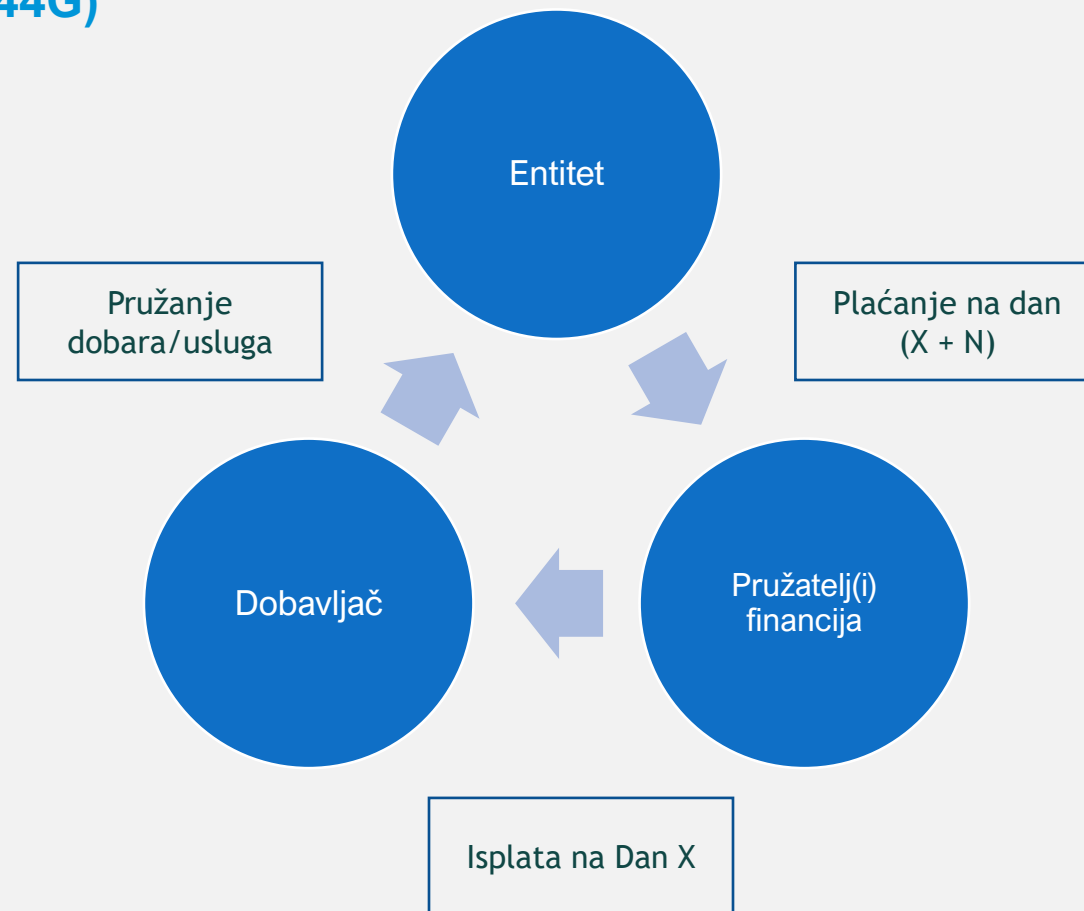 44G)
Entitet
Pružanje
dobara/usluga
Plaćanje na dan
(X + N)
Dobavljač
Pružatelj(i)
financija
Isplata na Dan X